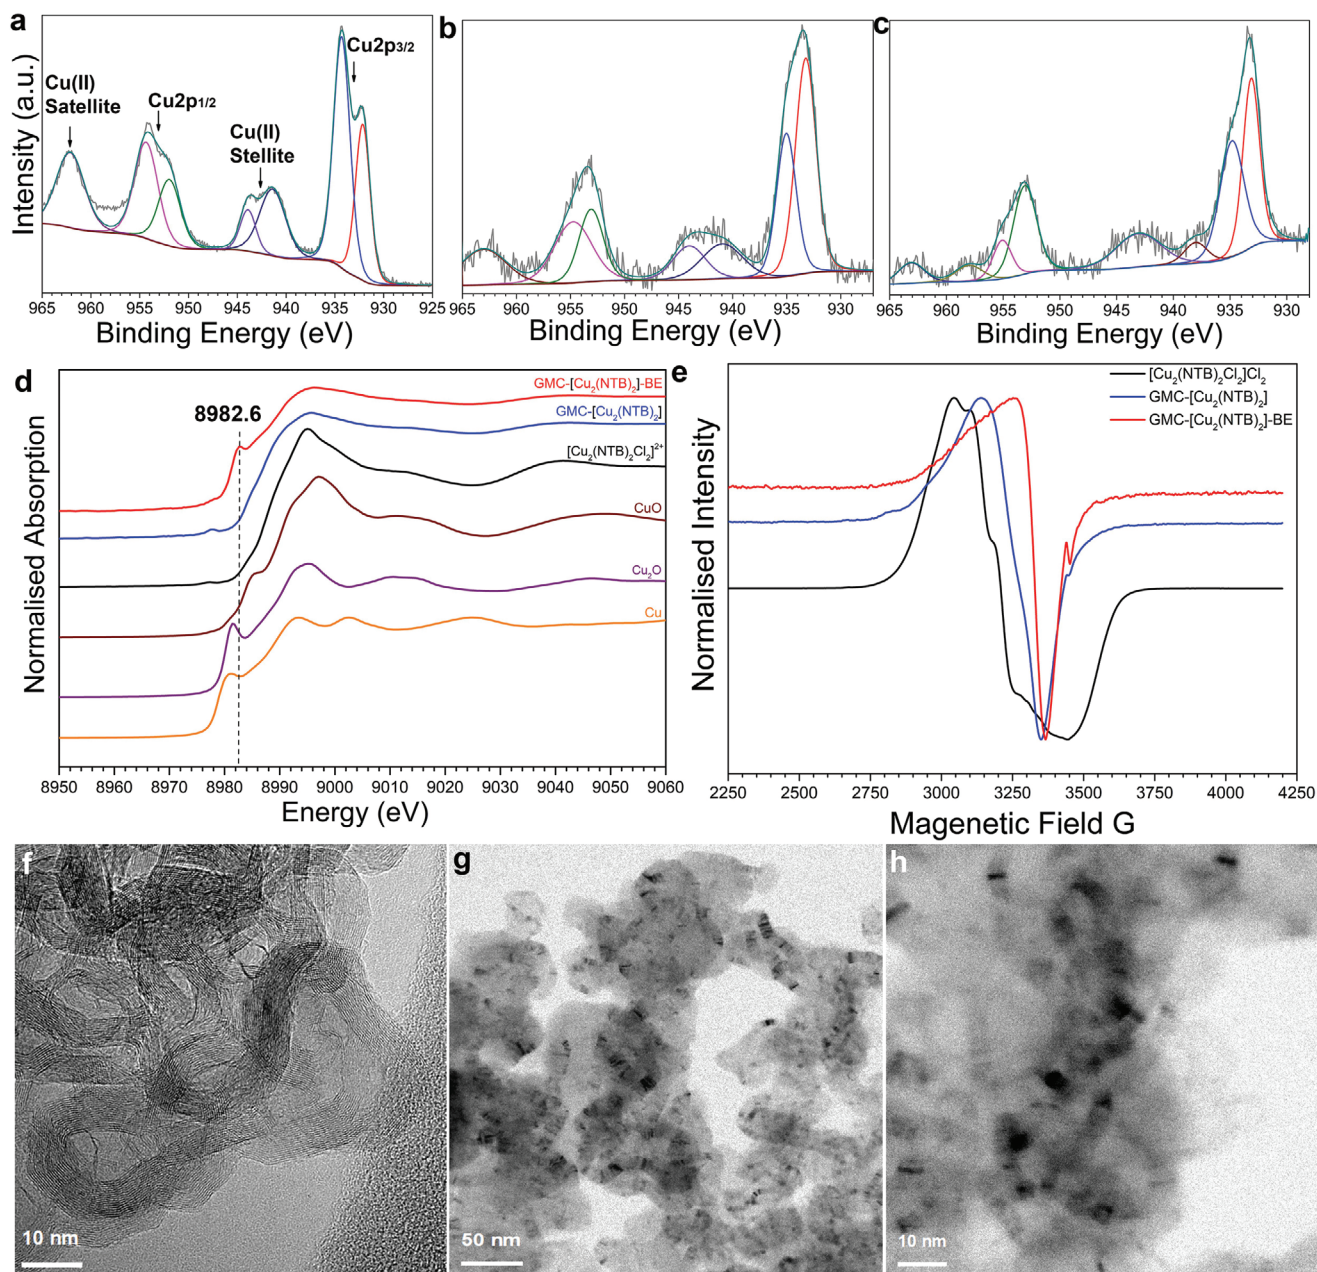 a
Intensity (a.u.)
Cu(II)
Satellite
Cu2p1/2
Cu(II)
Stellite
Cu2p3/2
965 960 955 950 945 940 935 930 925
Binding Energy (eV)
b
965 960 955 950 945 940 935 930
Binding Energy (eV)
c
965 960 955 950 945 940 935 930
Binding Energy (eV)
d
Normalised Absorption
8982.6
GMC-[Cu₂(NTB)₂]-BE
GMC-[Cu₂(NTB)₂]
[Cu₂(NTB)₂Cl₂]²⁺
CuO
Cu₂O
Cu
8950 8960 8970 8980 8990 9000 9010 9020 9030 9040 9050 9060
Energy (eV)
e
Normalised Intensity
[Cu₂(NTB)₂Cl₂]Cl₂
GMC-[Cu₂(NTB)₂]
GMC-[Cu₂(NTB)₂]-BE
2250 2500 2750 3000 3250 3500 3750 4000 4250
Magenetic Field G
f
10 nm
g
50 nm
h
10 nm